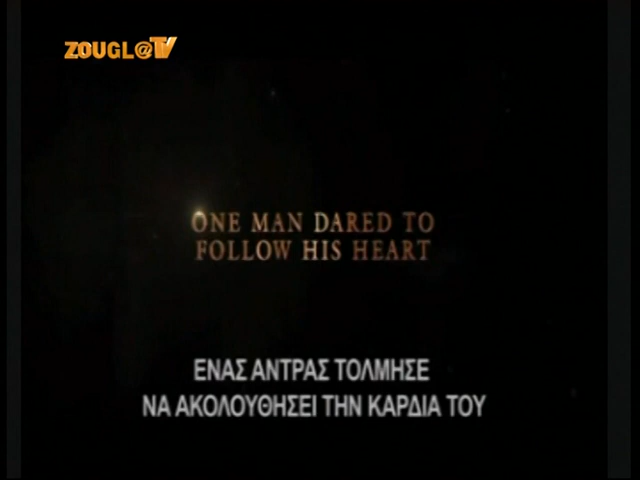 ZOUGL@TV
ONE MAN DARED TO
FOLLOW HIS HEART
ΕΝΑΣ ΑΝΤΡΑΣ ΤΟΛΜΗΣΕ
ΝΑ ΑΚΟΛΟΥΘΗΣΕΙ ΤΗΝ ΚΑΡΔΙΑ ΤΟΥ